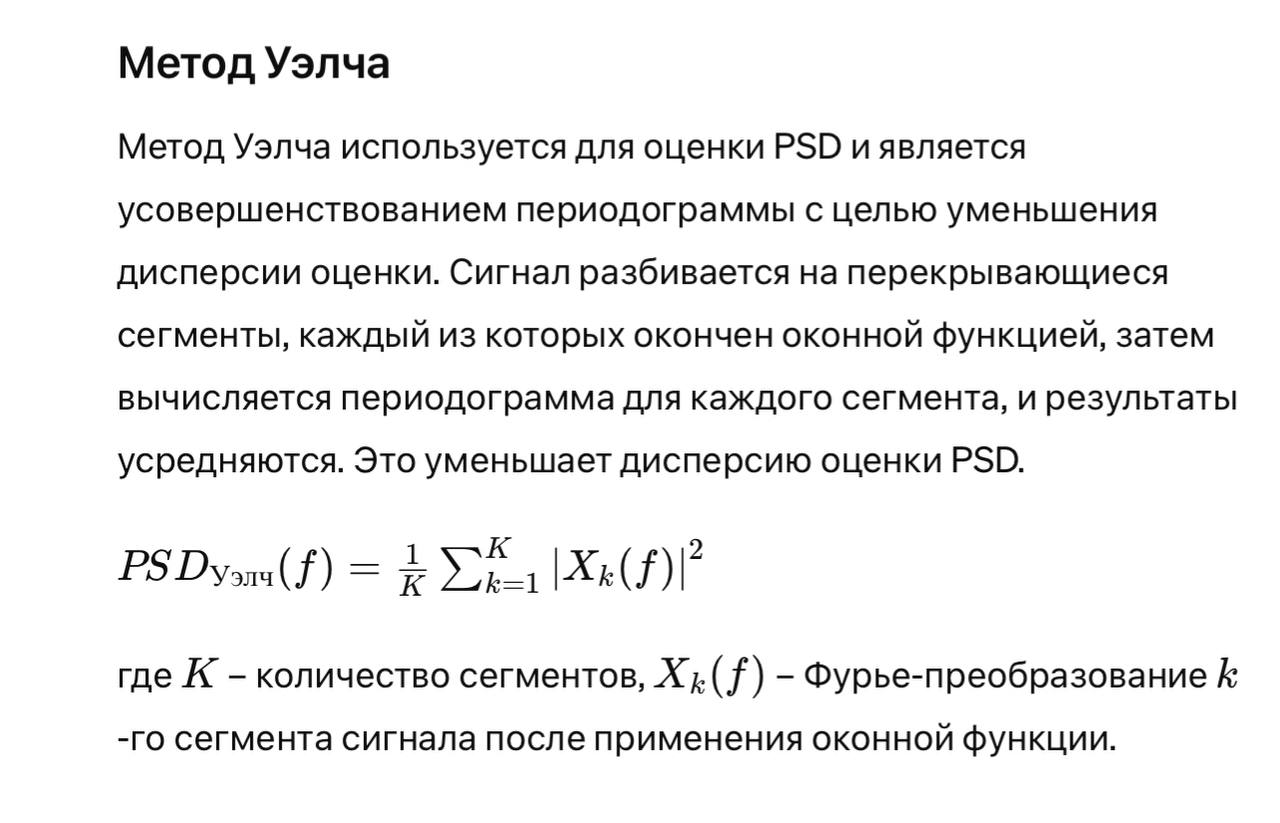 Метод Уэлча
Метод Уэлча используется для оценки PSD и является
усовершенствованием периодограммы с целью уменьшения
дисперсии оценки. Сигнал разбивается на перекрывающиеся
сегменты, каждый из которых окончен оконной функцией, затем
вычисляется периодограмма для каждого сегмента, и результаты
усредняются. Это уменьшает дисперсию оценки PSD.
$PSD_{\text{Уэлч}}(f) = \frac{1}{K} \sum_{k=1}^{K} |X_k(f)|^2$
где $K$ – количество сегментов, $X_k(f)$ – Фурье-преобразование $k$
-го сегмента сигнала после применения оконной функции.